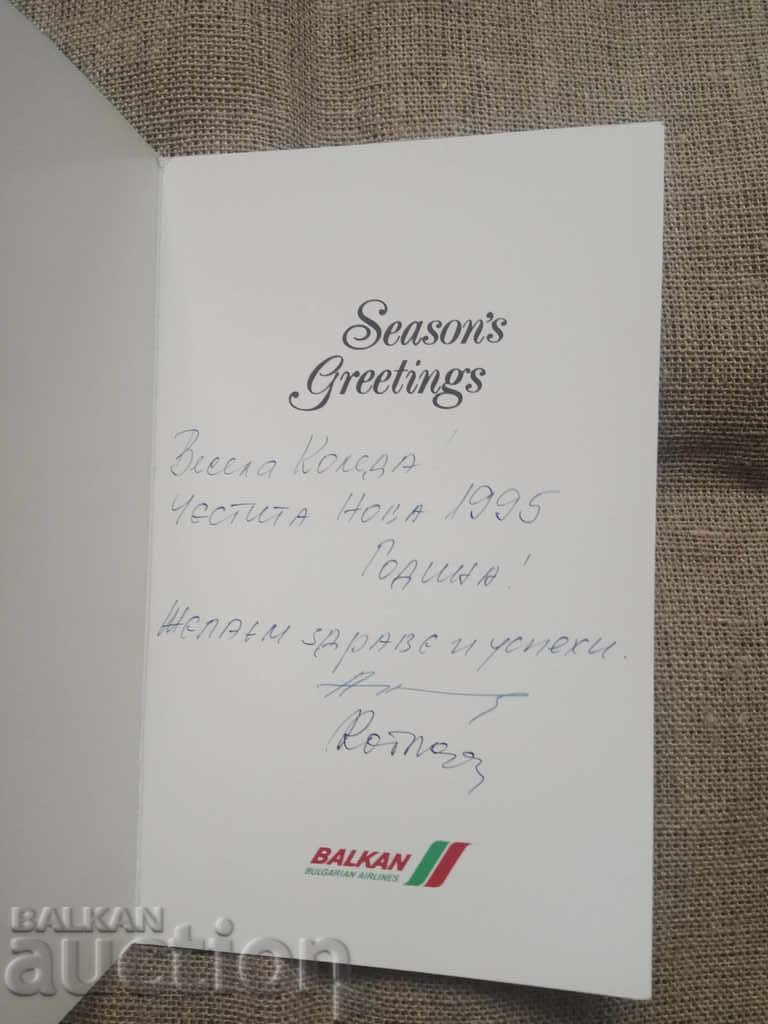 Season's
Greetings
Весела Коледа!
Честита Нова 1995
Година!
Желаем здраве и успехи.
BALKAN
BULGARIAN AIRLINES
BALKAN
auction